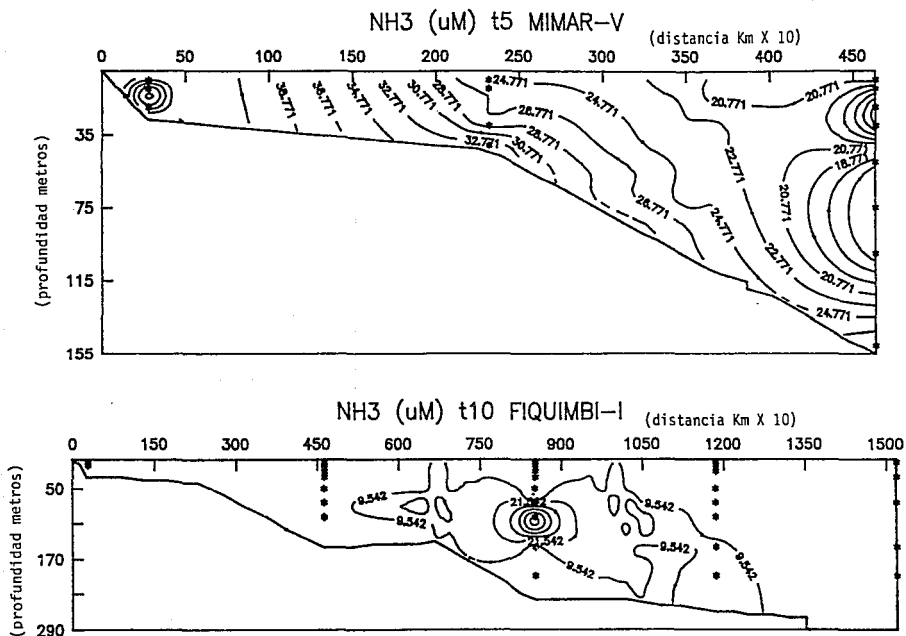 NH3 (uM) t5 MIMAR-V
(distancia Km X 10)
0 50 100 150 200 250 300 350 400 450
24.771 20.771 20.771
38.771 36.771 34.771 32.771 30.771 28.771 24.771
26.771
28.771
32.771 30.771
22.771 20.771
18.771
20.771
26.771 24.771
22.771
20.771
24.771
35
75
115
155
(profundidad metros)
NH3 (uM) t10 FIQUIMBI-I
(distancia Km X 10)
0 150 300 450 600 750 900 1050 1200 1350 1500
9.542 9.542
9.542
21.542
9.542
9.542
9.542
50
170
290
(profundidad metros)